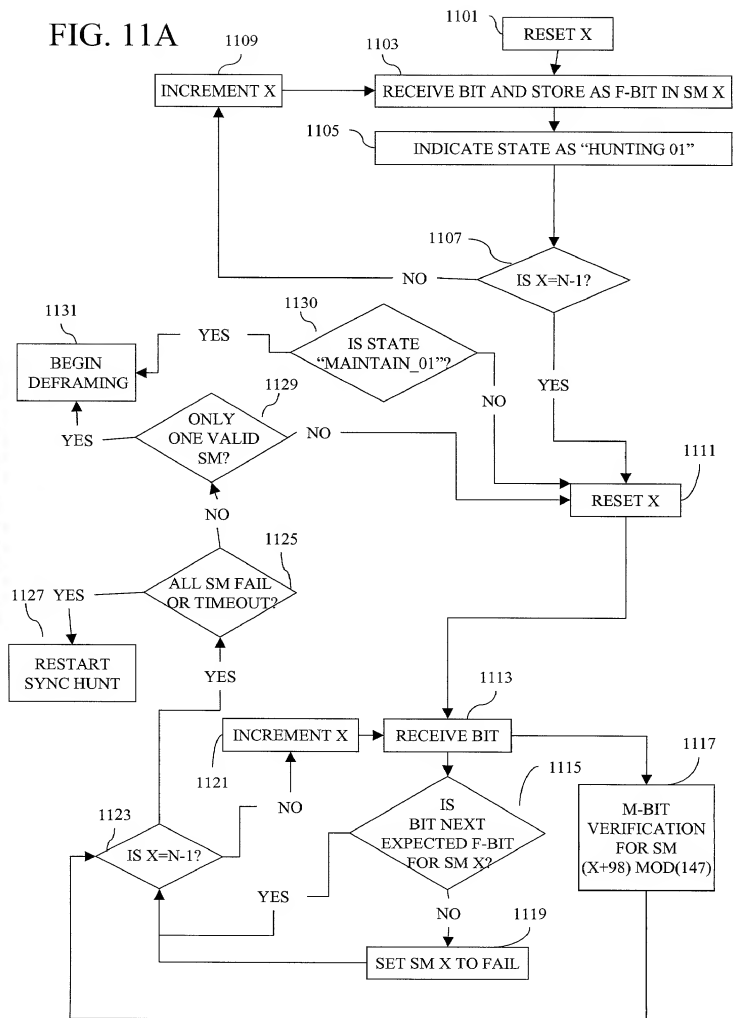 FIG. 11A
1101
RESET X
1109
INCREMENT X
1103
RECEIVE BIT AND STORE AS F-BIT IN SM X
1105
INDICATE STATE AS “HUNTING 01”
1107
IS X=N-1?
NO
YES
1130
IS STATE
“MAINTAIN_01”?
YES
NO
1131
BEGIN
DEFRAMING
1129
ONLY
ONE VALID
SM?
YES
NO
1111
RESET X
NO
1125
ALL SM FAIL
OR TIMEOUT?
1127
YES
RESTART
SYNC HUNT
YES
1113
RECEIVE BIT
INCREMENT X
1121
NO
1123
IS X=N-1?
1115
IS
BIT NEXT
EXPECTED F-BIT
FOR SM X?
YES
NO
1117
M-BIT
VERIFICATION
FOR SM
(X+98) MOD(147)
1119
SET SM X TO FAIL